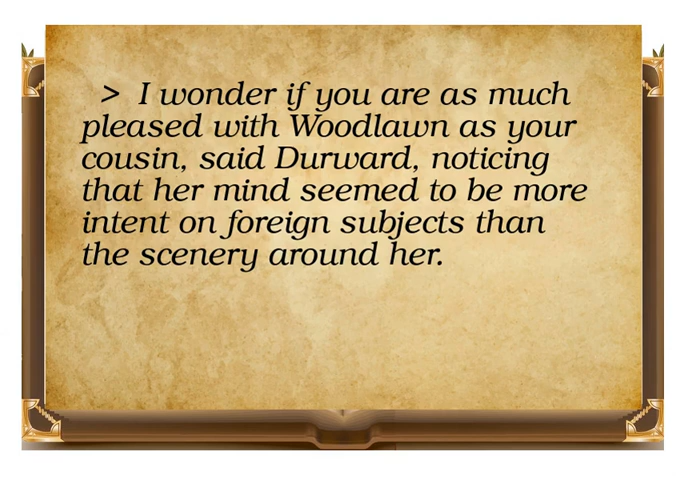 > I wonder if you are as much
pleased with Woodlawn as your
cousin, said Durward, noticing
that her mind seemed to be more
intent on foreign subjects than
the scenery around her.